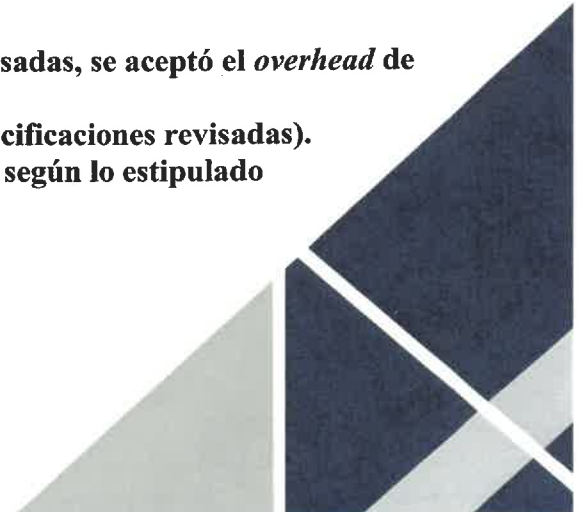 sadas, se aceptó el overhead de
cificaciones revisadas).
según lo estipulado